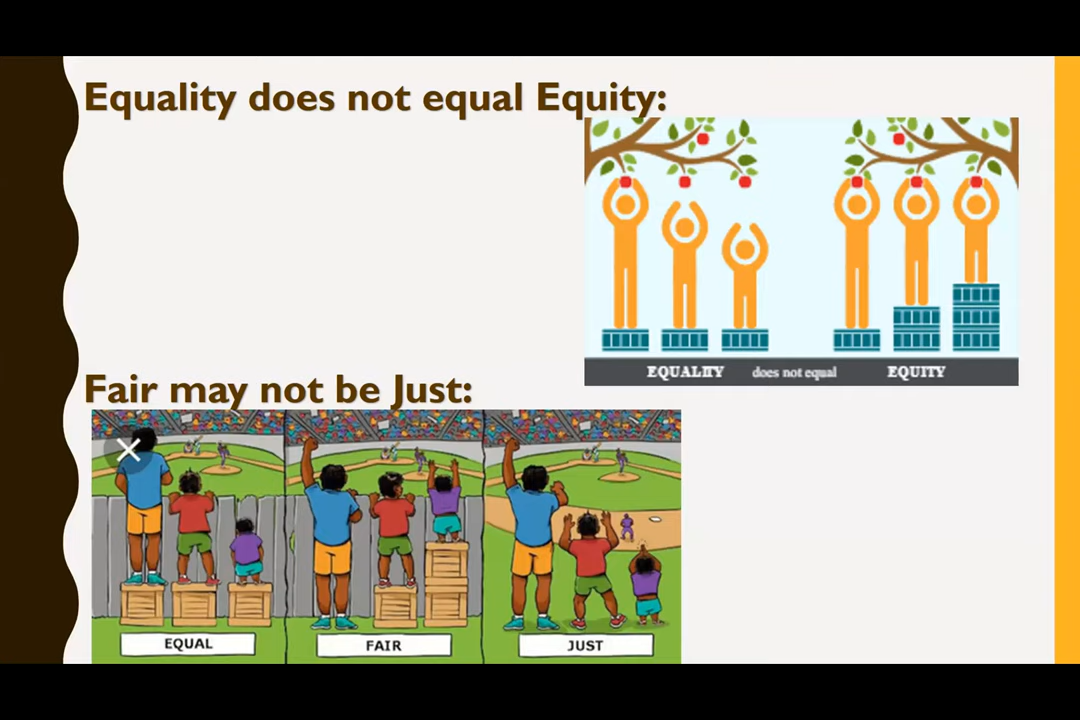 Equality does not equal Equity:
EQUALITY does not equal EQUITY
Fair may not be Just:
EQUAL FAIR JUST